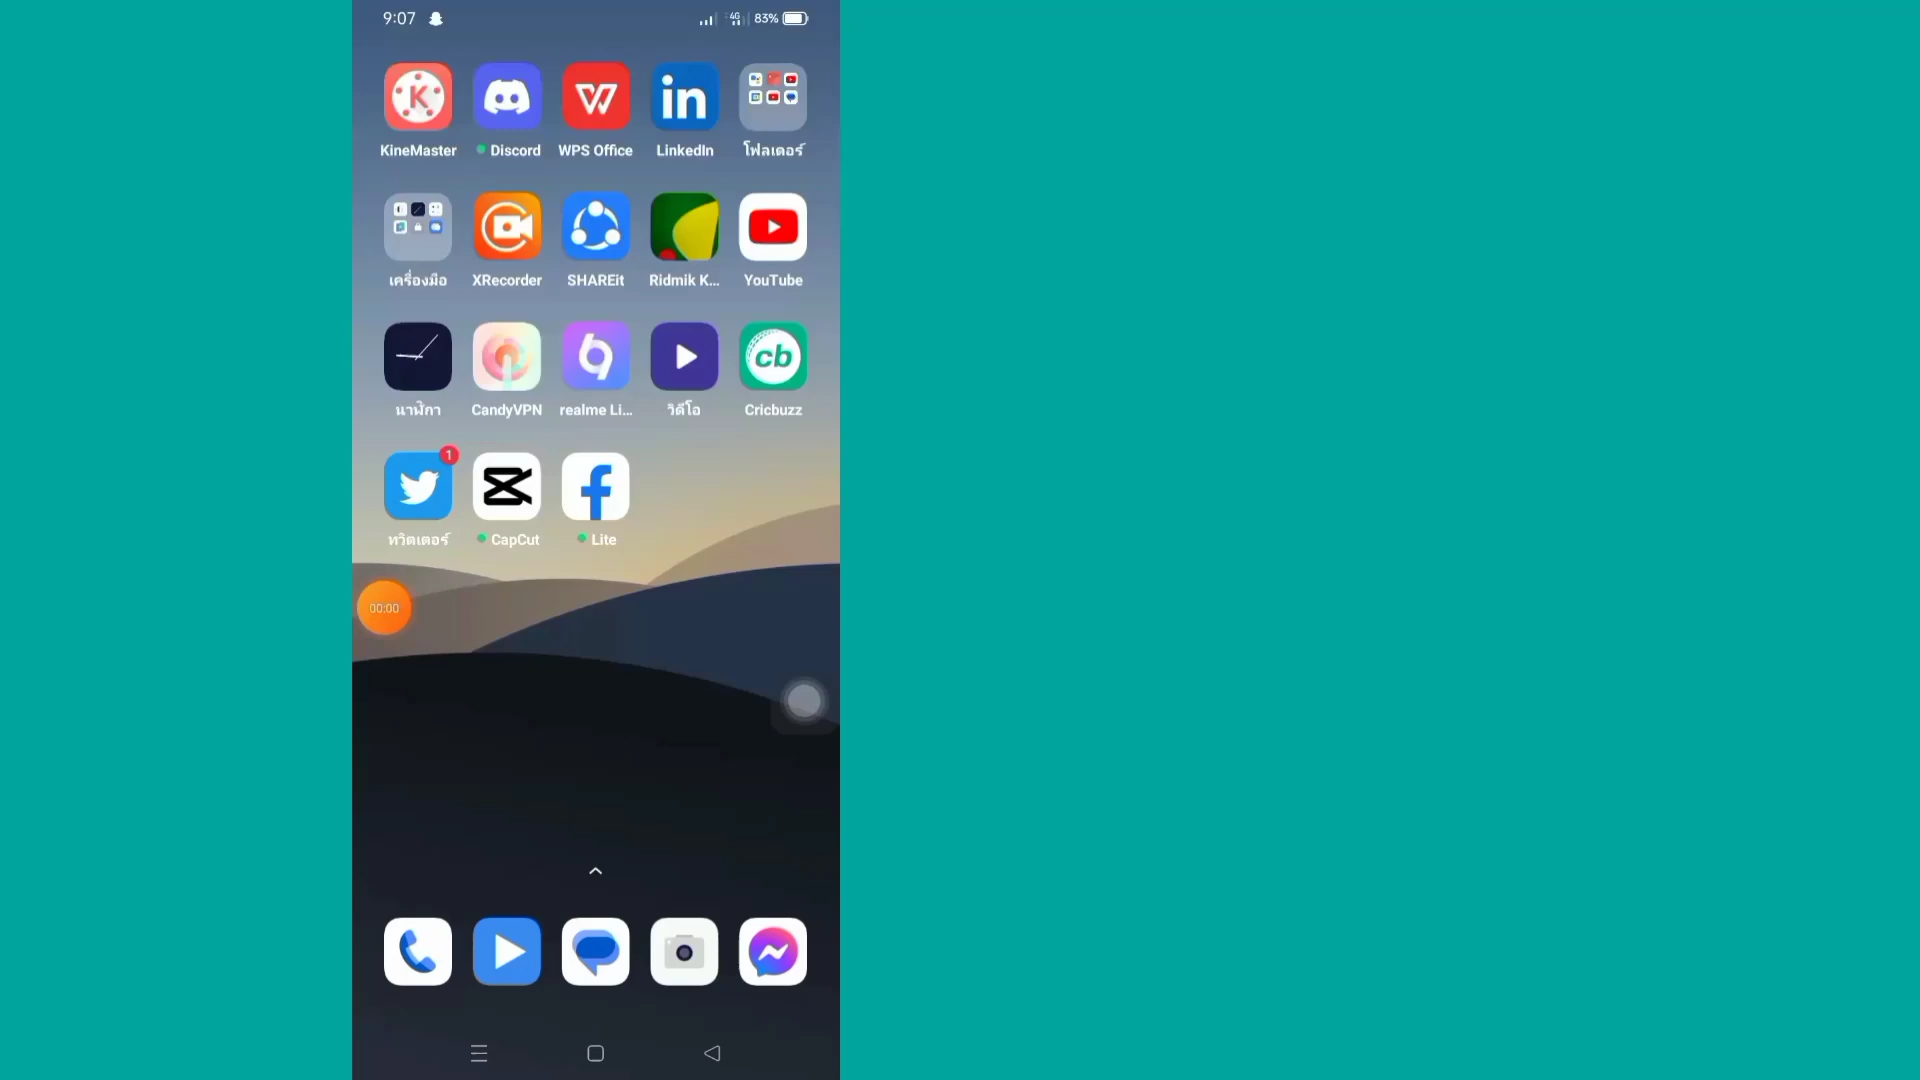 9:07 4G 83%
KineMaster Discord WPS Office LinkedIn โฟลเดอร์
เครื่องมือ XRecorder SHAREit Ridmik K... YouTube
นาฬิกา CandyVPN realme Li... วิดีโอ Cricbuzz
1
ทวิตเตอร์ CapCut Lite
00:00